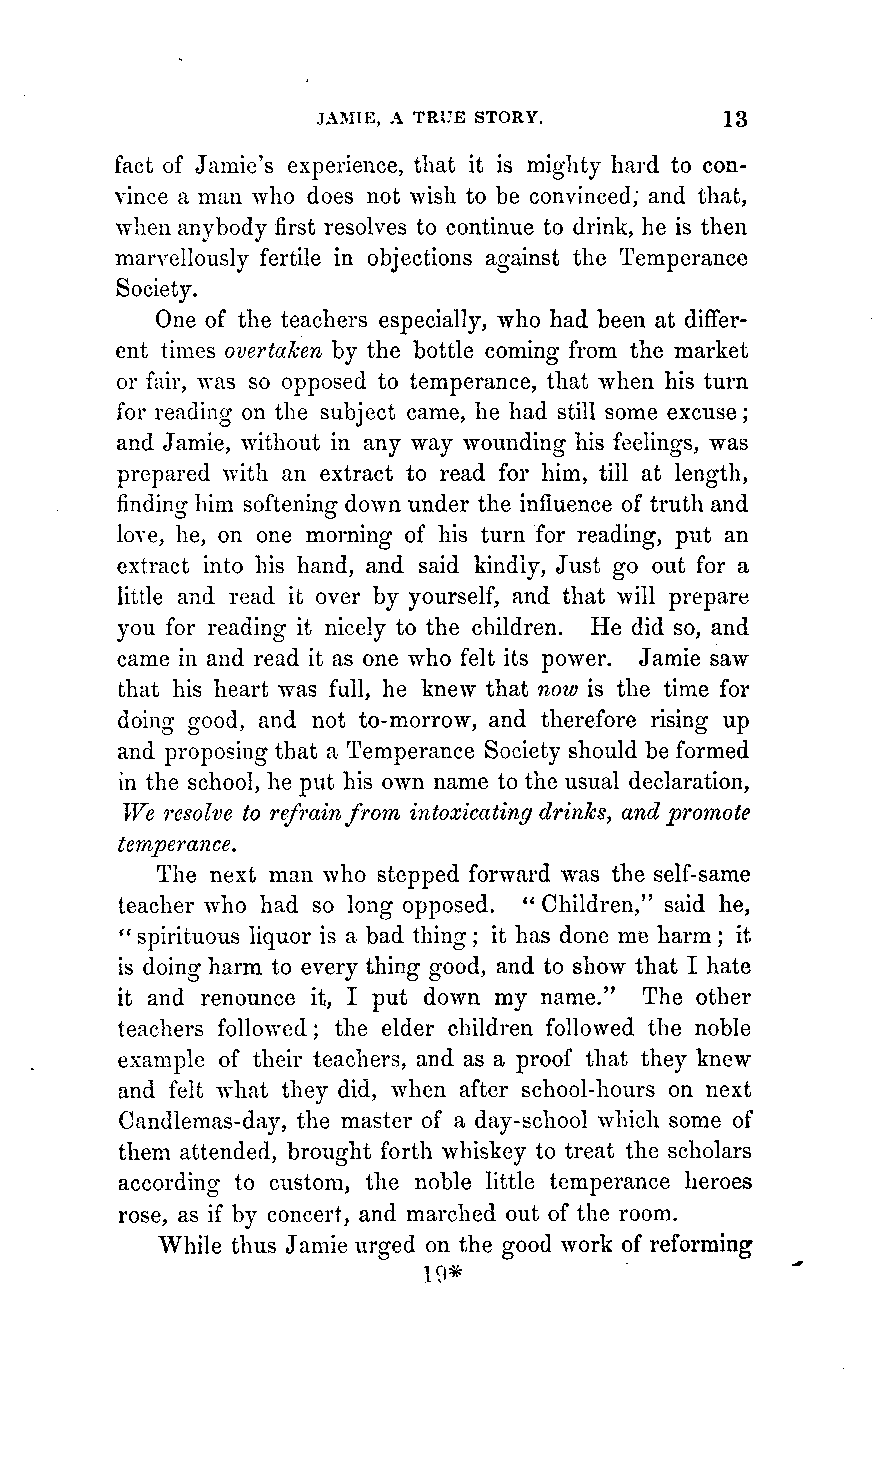 JAMIE, A TRUE STORY. 13
fact of Jamie's experience, that it is mighty hard to con-
vince a man who does not wish to be convinced; and that,
when anybody first resolves to continue to drink, he is then
marvellously fertile in objections against the Temperance
Society.
One of the teachers especially, who had been at differ-
ent times overtaken by the bottle coming from the market
or fair, was so opposed to temperance, that when his turn
for reading on the subject came, he had still some excuse;
and Jamie, without in any way wounding his feelings, was
prepared with an extract to read for him, till at length,
finding him softening down under the influence of truth and
love, he, on one morning of his turn for reading, put an
extract into his hand, and said kindly, Just go out for a
little and read it over by yourself, and that will prepare
you for reading it nicely to the children. He did so, and
came in and read it as one who felt its power. Jamie saw
that his heart was full, he knew that now is the time for
doing good, and not to-morrow, and therefore rising up
and proposing that a Temperance Society should be formed
in the school, he put his own name to the usual declaration,
We resolve to refrain from intoxicating drinks, and promote
temperance.
The next man who stepped forward was the self-same
teacher who had so long opposed. "Children," said he,
"spirituous liquor is a bad thing; it has done me harm; it
is doing harm to every thing good, and to show that I hate
it and renounce it, I put down my name." The other
teachers followed; the elder children followed the noble
example of their teachers, and as a proof that they knew
and felt what they did, when after school-hours on next
Candlemas-day, the master of a day-school which some of
them attended, brought forth whiskey to treat the scholars
according to custom, the noble little temperance heroes
rose, as if by concert, and marched out of the room.
While thus Jamie urged on the good work of reforming
19*